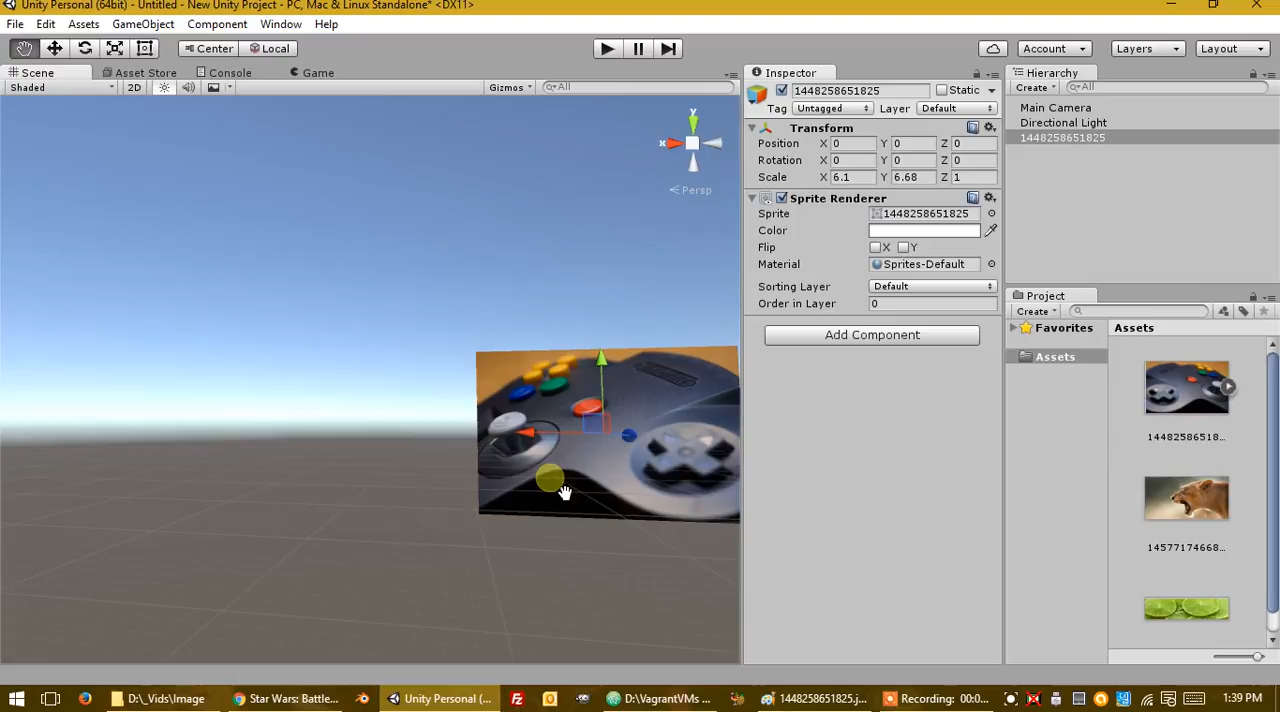 Unity Personal (64bit) - Untitled - New Unity Project - PC, Mac & Linux Standalone* <DX11>
File Edit Assets GameObject Component Window Help
Center Local Account Layers Layout
Scene Asset Store Console Game Inspector Hierarchy
Shaded 2D Gizmos All
1448258651825 Static
Create All
Tag Untagged Layer Default
Main Camera
Directional Light
1448258651825
Transform
Position X 0 Y 0 Z 0
Rotation X 0 Y 0 Z 0
Scale X 6.1 Y 6.68 Z 1
y
x
Persp
Sprite Renderer
Sprite 1448258651825
Color
Flip X Y
Material Sprites-Default
Sorting Layer Default
Order in Layer 0
Add Component
Project
Create
Favorites
Assets
Assets
14482586518...
14577174668...
D:\_Vids\Image Star Wars: Battle... Unity Personal (... D:\VagrantVMs ... 1448258651825.j... Recording: 00:0... 1:39 PM